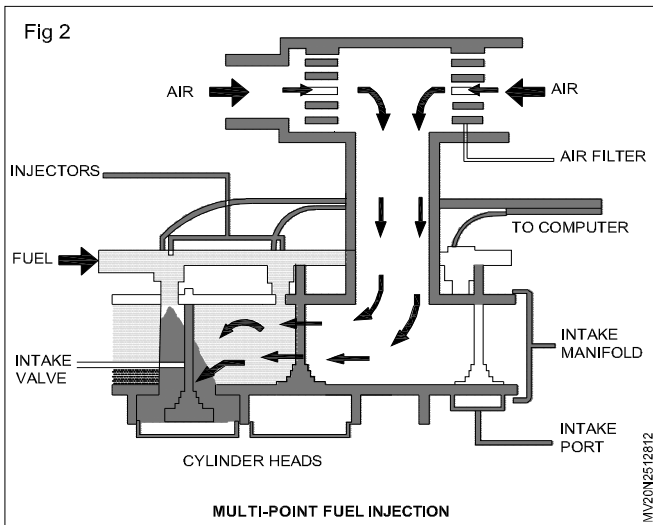 Fig 2
AIR
AIR
INJECTORS
AIR FILTER
TO COMPUTER
FUEL
INTAKE
MANIFOLD
INTAKE
VALVE
INTAKE
PORT
CYLINDER HEADS
MULTI-POINT FUEL INJECTION
MV20N2512812